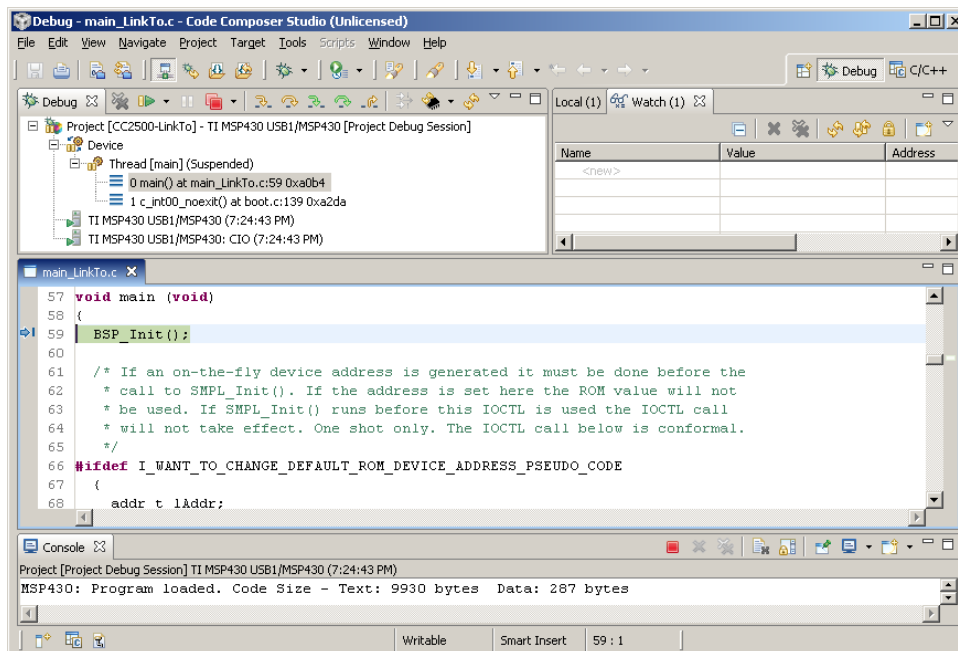 Debug - main_LinkTo.c - Code Composer Studio (Unlicensed)
File Edit View Navigate Project Target Tools Scripts Window Help
Debug C/C++
Debug
Local (1) Watch (1)
Project [CC2500-LinkTo] - TI MSP430 USB1/MSP430 [Project Debug Session]
Device
Thread [main] (Suspended)
0 main() at main_LinkTo.c:59 0xa0b4
1 c_int00_noexit() at boot.c:139 0xa2da
TI MSP430 USB1/MSP430 (7:24:43 PM)
TI MSP430 USB1/MSP430: CIO (7:24:43 PM)
Name Value Address
<new>
main_LinkTo.c
57 void main (void)
58 {
59 BSP_Init();
60
61 /* If an on-the-fly device address is generated it must be done before the
62 * call to SMPL_Init(). If the address is set here the ROM value will not
63 * be used. If SMPL_Init() runs before this IOCTL is used the IOCTL call
64 * will not take effect. One shot only. The IOCTL call below is conformal.
65 */
66 #ifdef I_WANT_TO_CHANGE_DEFAULT_ROM_DEVICE_ADDRESS_PSEUDO_CODE
67 {
68 addr_t lAddr;
Console
Project [Project Debug Session] TI MSP430 USB1/MSP430 (7:24:43 PM)
MSP430: Program loaded. Code Size - Text: 9930 bytes Data: 287 bytes
Writable Smart Insert 59 : 1